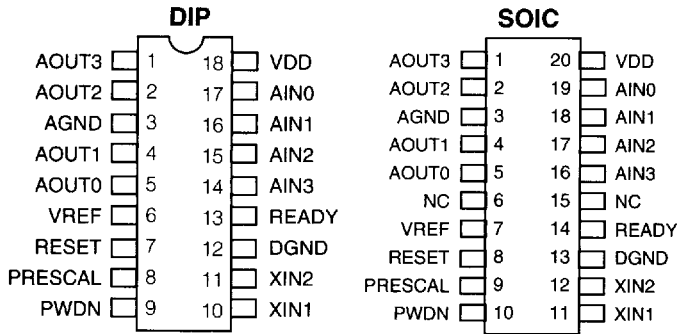 DIP
AOUT3 1 18 VDD
AOUT2 2 17 AIN0
AGND 3 16 AIN1
AOUT1 4 15 AIN2
AOUT0 5 14 AIN3
VREF 6 13 READY
RESET 7 12 DGND
PRESCAL 8 11 XIN2
PWDN 9 10 XIN1
SOIC
AOUT3 1 20 VDD
AOUT2 2 19 AIN0
AGND 3 18 AIN1
AOUT1 4 17 AIN2
AOUT0 5 16 AIN3
NC 6 15 NC
VREF 7 14 READY
RESET 8 13 DGND
PRESCAL 9 12 XIN2
PWDN 10 11 XIN1